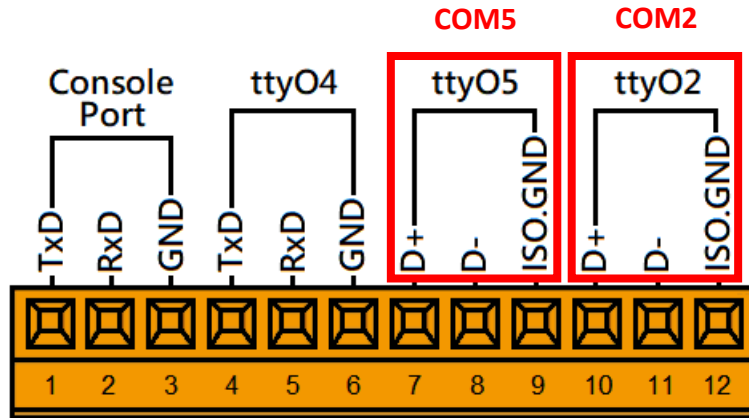 COM5 COM2
Console Port ttyO4 ttyO5 ttyO2
TxD RxD GND TxD RxD GND D+ D- ISO.GND D+ D- ISO.GND
1 2 3 4 5 6 7 8 9 10 11 12